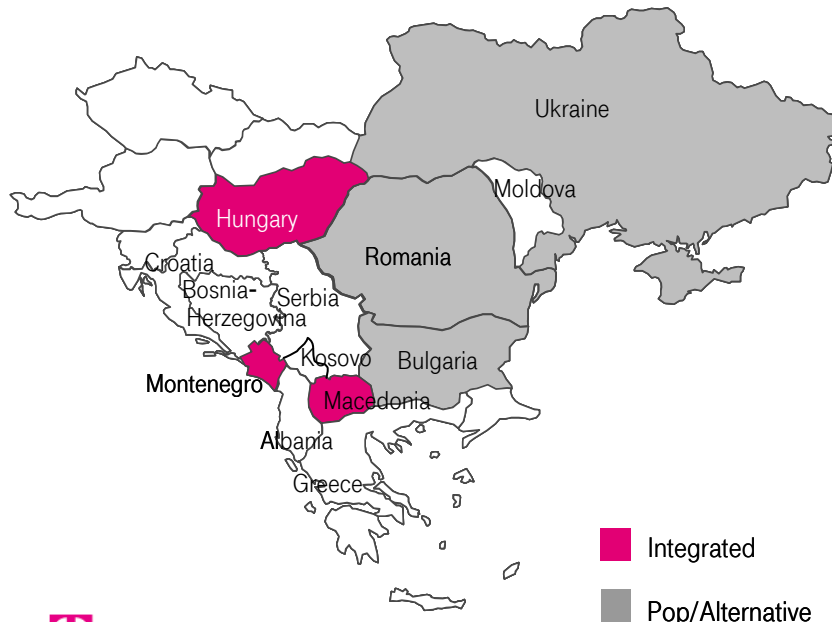 Ukraine
Moldova
Hungary
Romania
Croatia
Bosnia-
Herzegovina
Serbia
Kosovo
Bulgaria
Montenegro
Macedonia
Albania
Greece
Integrated
Pop/Alternative